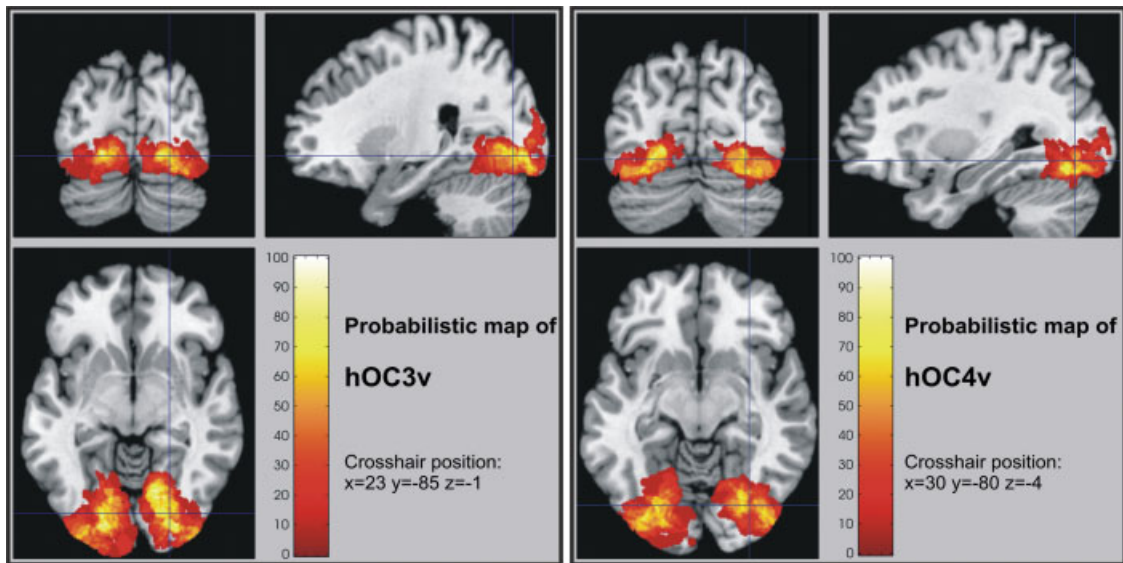 100
90
80
70
60
50
40
30
20
10
0
Probabilistic map of
hOC3v
Crosshair position:
x=23 y=-85 z=-1
100
90
80
70
60
50
40
30
20
10
0
Probabilistic map of
hOC4v
Crosshair position:
x=30 y=-80 z=-4